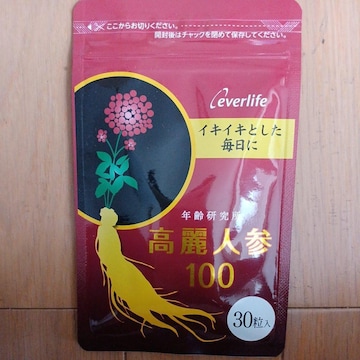 ここからお切りください。
開封後はチャックを閉めて保存してください。
everlife
イキイキとした
毎日に
年齢研究所
高麗人参
100
30粒入